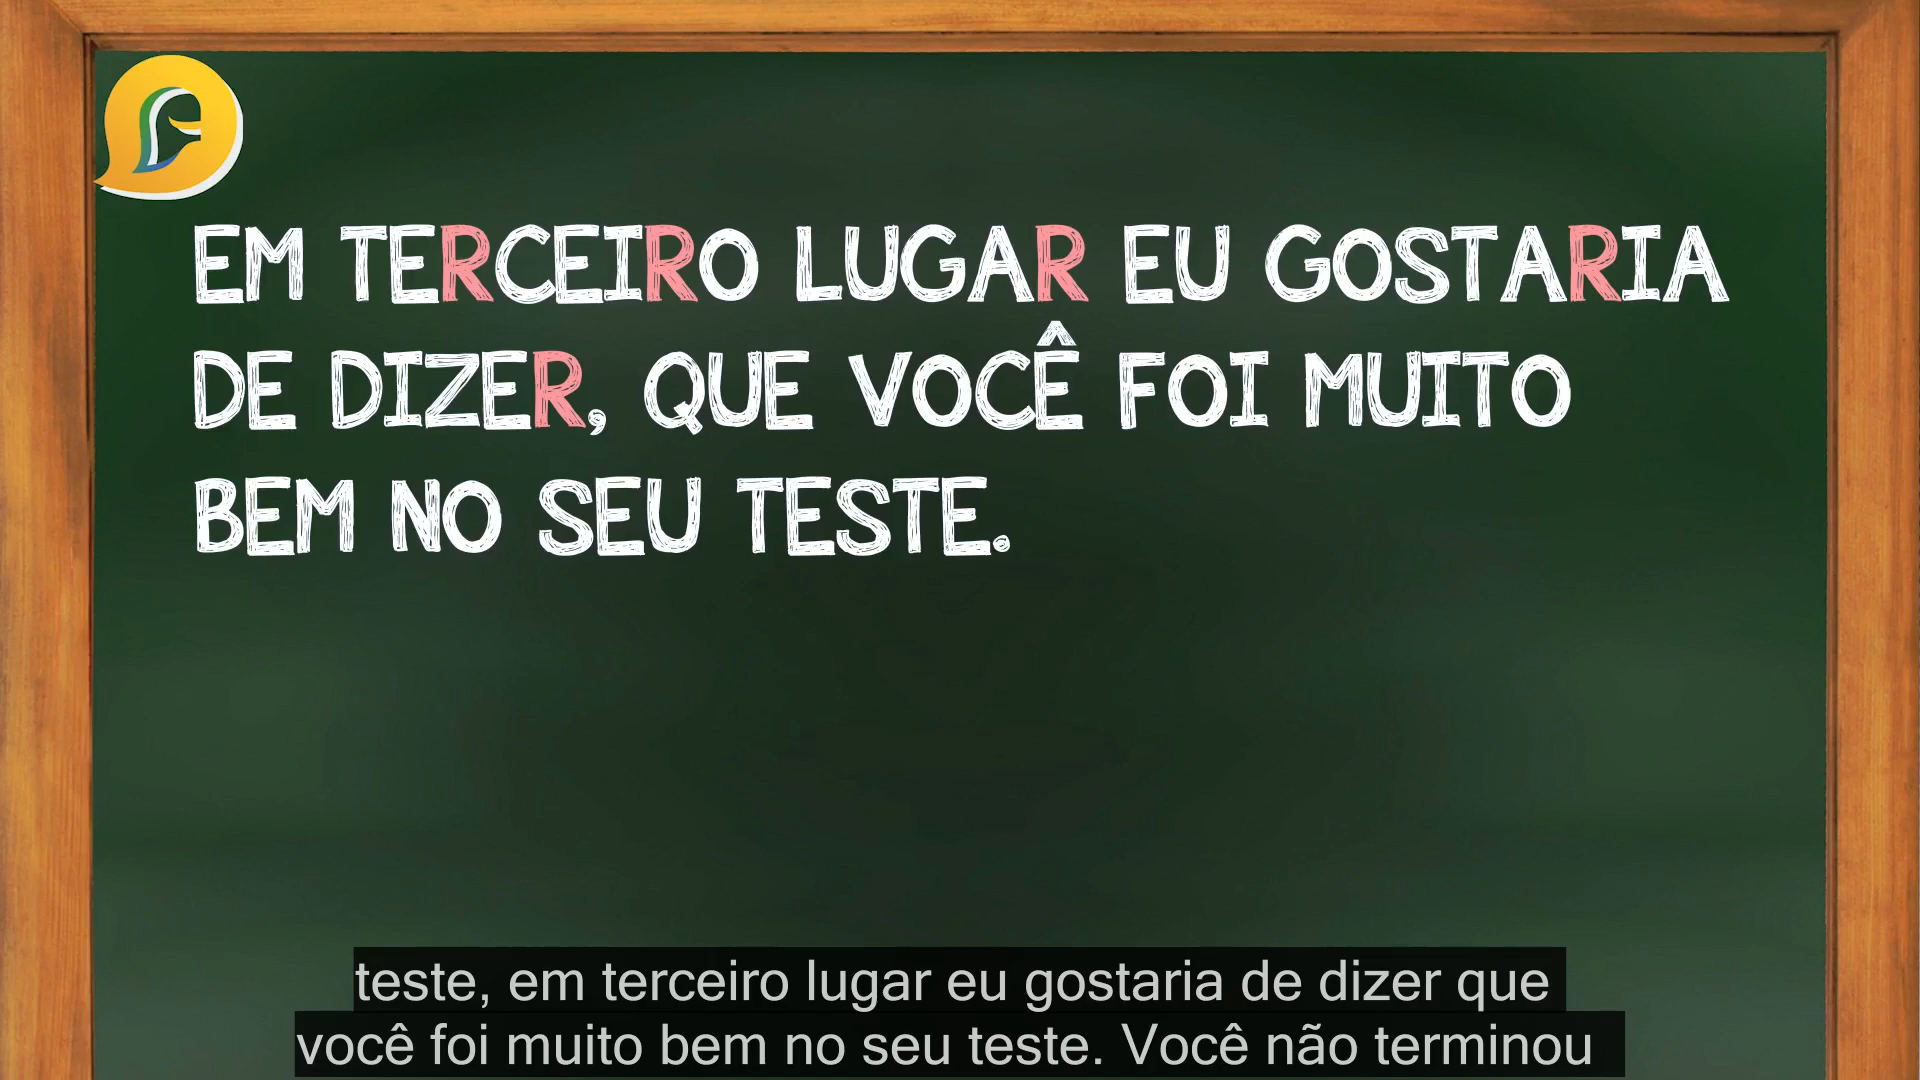 EM TERCEIRO LUGAR EU GOSTARIA
DE DIZER, QUE VOCÊ FOI MUITO
BEM NO SEU TESTE.
teste, em terceiro lugar eu gostaria de dizer que
você foi muito bem no seu teste. Você não terminou